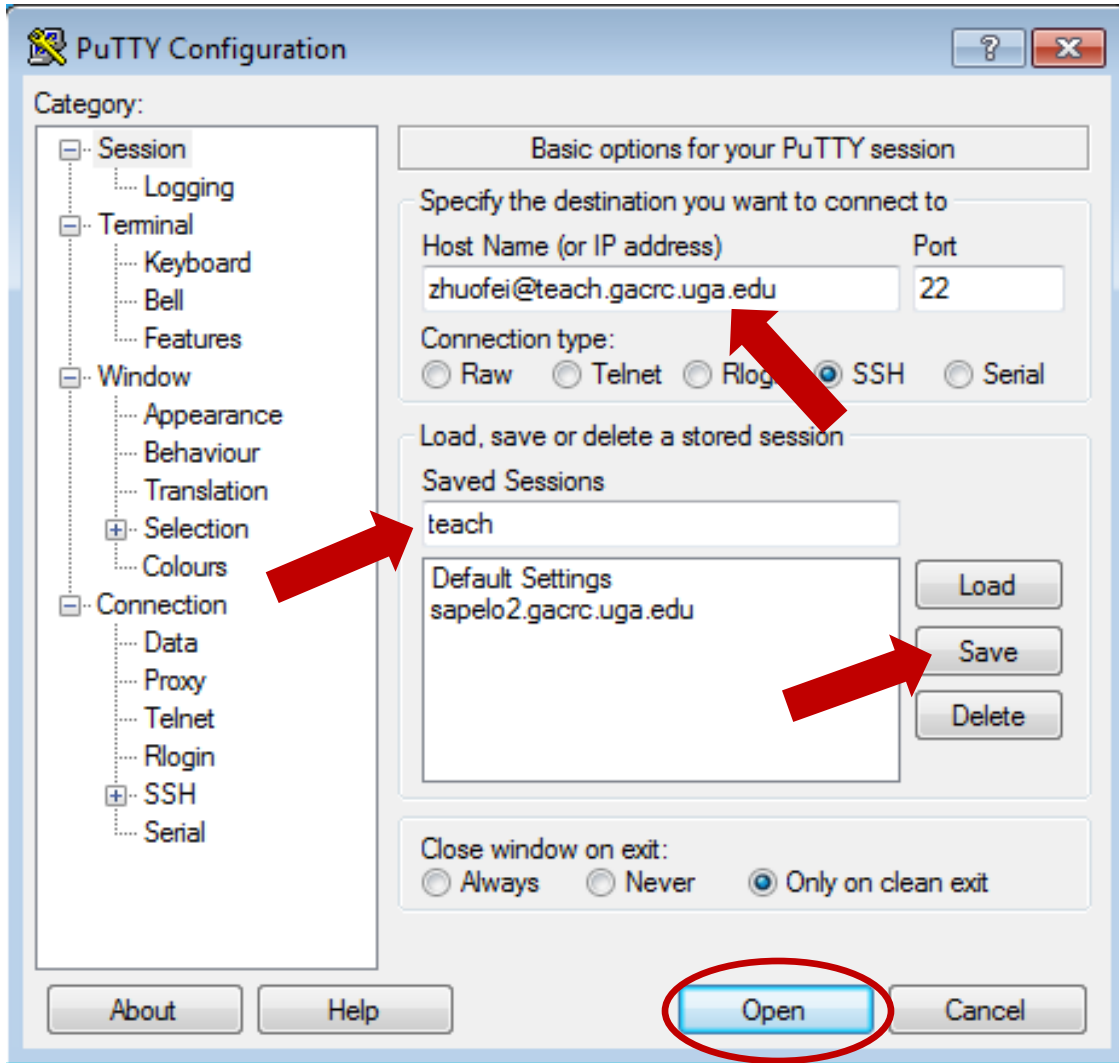 PuTTY Configuration
Category:
Session
Logging
Terminal
Keyboard
Bell
Features
Window
Appearance
Behaviour
Translation
Selection
Colours
Connection
Data
Proxy
Telnet
Rlogin
SSH
Serial
Basic options for your PuTTY session
Specify the destination you want to connect to
Host Name (or IP address) Port
zhuofei@teach.gacrc.uga.edu 22
Connection type:
Raw Telnet Rlogin SSH Serial
Load, save or delete a stored session
Saved Sessions
teach
Default Settings
sapelo2.gacrc.uga.edu
Load
Save
Delete
Close window on exit:
Always Never Only on clean exit
About Help Open Cancel